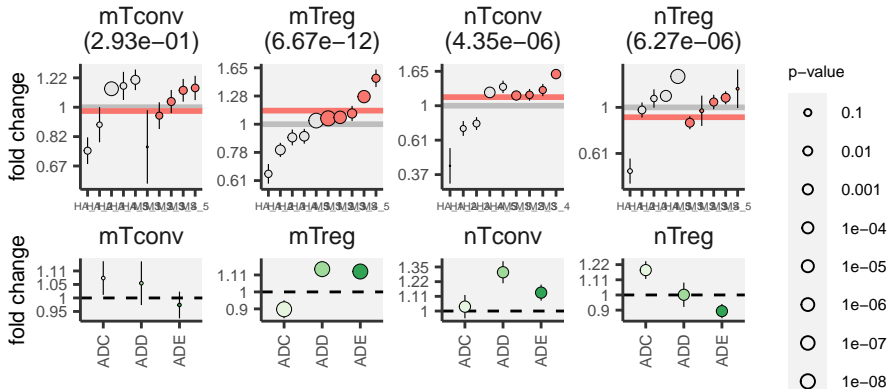 mTconv mTreg nTconv nTreg
(2.93e−01) (6.67e−12) (4.35e−06) (6.27e−06)
fold change
1.22
1
0.82
0.67
1.65
1.28
1
0.78
0.61
1.65
1
0.61
0.37
1
0.61
p−value
0.1
0.01
0.001
1e−04
1e−05
1e−06
1e−07
1e−08
mTconv mTreg nTconv nTreg
fold change
1.11
1.05
1
0.95
1.11
1
0.9
1.35
1.22
1.11
1
1.22
1.11
1
0.9
ADC ADD ADE ADC ADD ADE ADC ADD ADE ADC ADD ADE